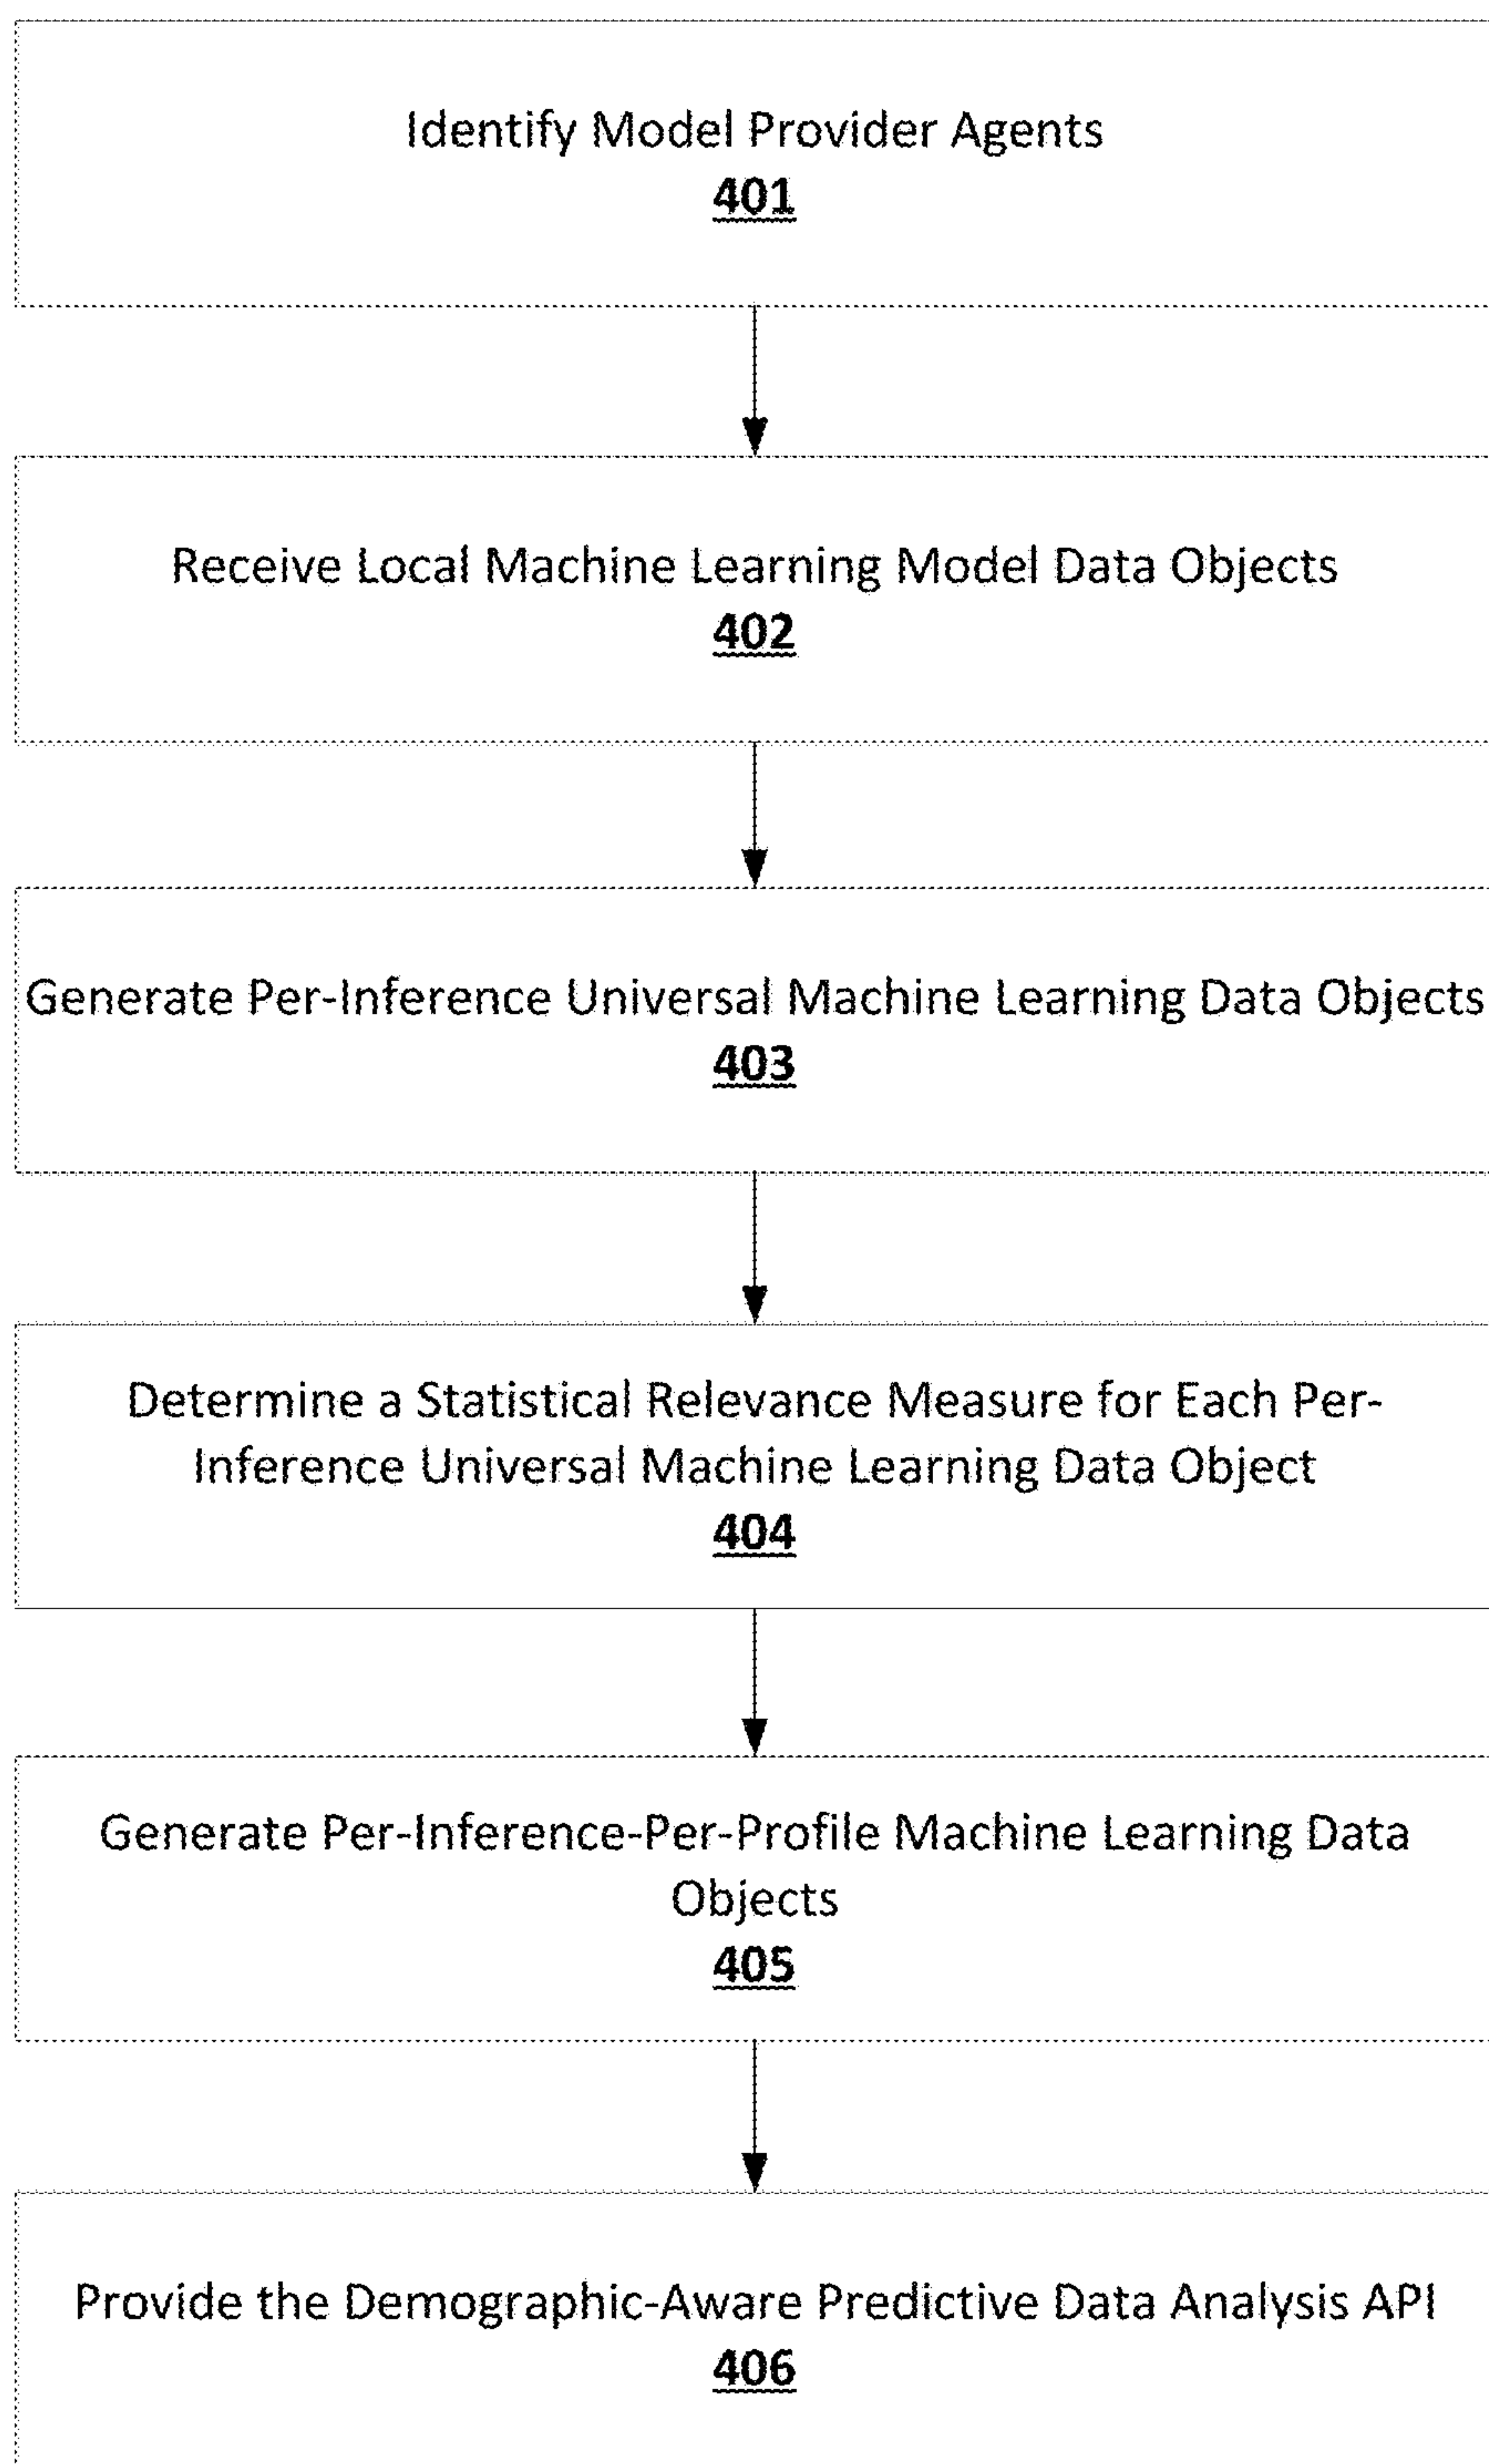 Identify Model Provider Agents
401
Receive Local Machine Learning Model Data Objects
402
Generate Per-Inference Universal Machine Learning Data Objects
403
Determine a Statistical Relevance Measure for Each Per-
Inference Universal Machine Learning Data Object
404
Generate Per-Inference-Per-Profile Machine Learning Data
Objects
405
Provide the Demographic-Aware Predictive Data Analysis API
406